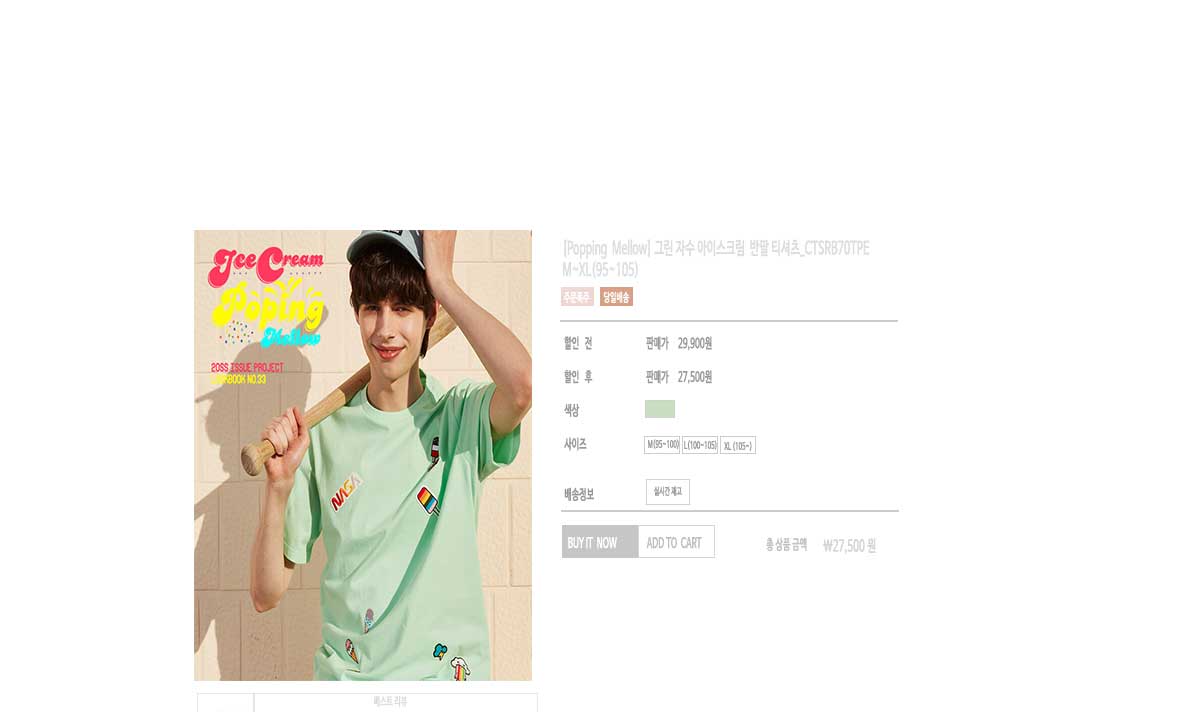 Ice Cream
Poping
Mellow
20SS ISSUE PROJECT
LOOKBOOK NO.33
NASA
[Popping Mellow] 그린 자수 아이스크림 반팔 티셔츠_CTSRB70TPE
M~XL(95~105)
주문폭주 당일배송
할인 전 판매가 29,900원
할인 후 판매가 27,500원
색상
사이즈 M(95~100) L(100~105) XL (105~)
배송정보 실시간 재고
BUY IT NOW ADD TO CART 총 상품 금액 ₩27,500 원
베스트 리뷰